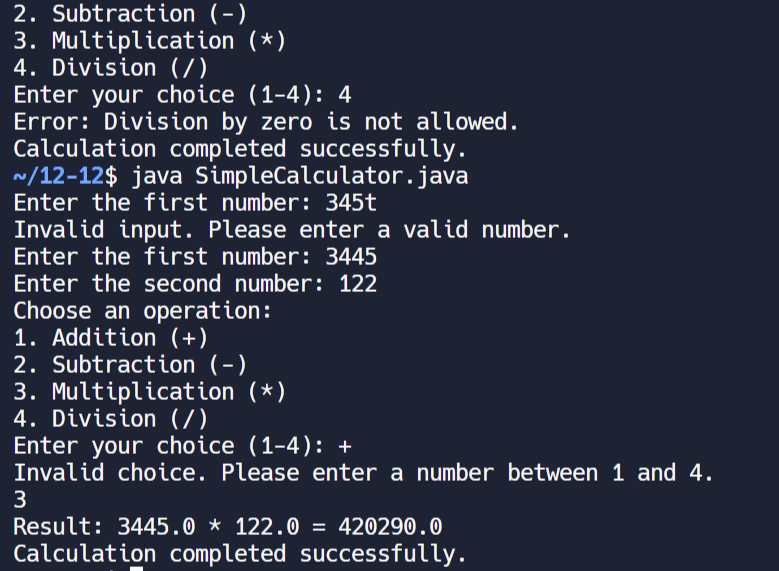 2. Subtraction (-)
3. Multiplication (*)
4. Division (/)
Enter your choice (1-4): 4
Error: Division by zero is not allowed.
Calculation completed successfully.
~/12-12$ java SimpleCalculator.java
Enter the first number: 345t
Invalid input. Please enter a valid number.
Enter the first number: 3445
Enter the second number: 122
Choose an operation:
1. Addition (+)
2. Subtraction (-)
3. Multiplication (*)
4. Division (/)
Enter your choice (1-4): +
Invalid choice. Please enter a number between 1 and 4.
3
Result: 3445.0 * 122.0 = 420290.0
Calculation completed successfully.